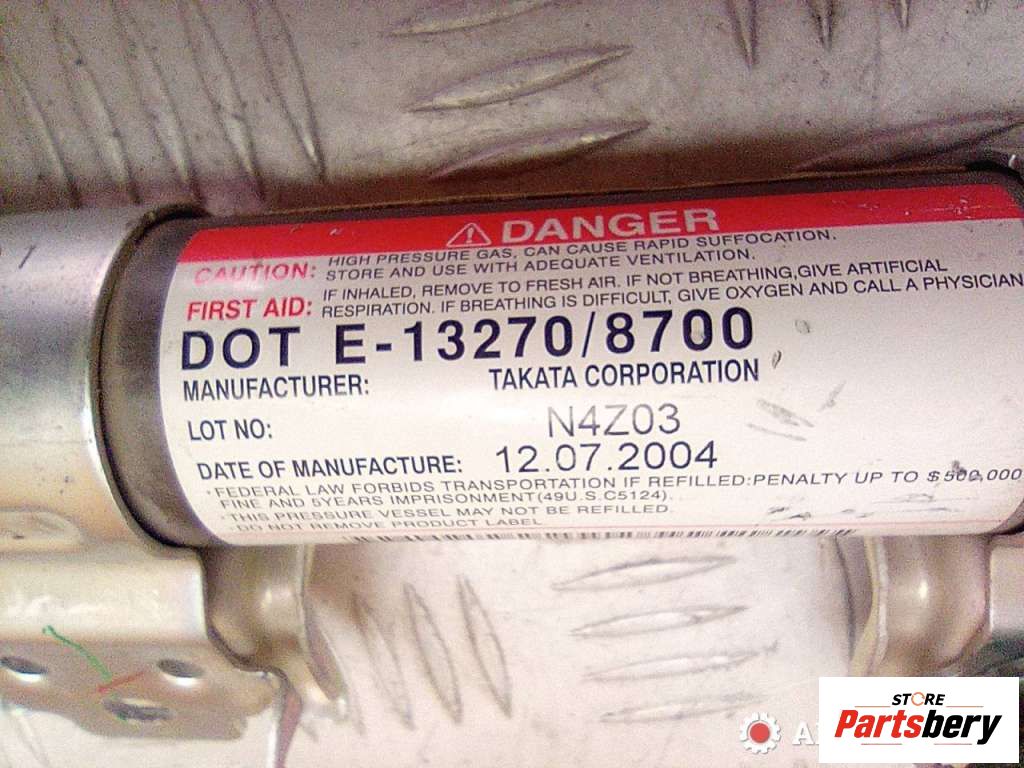 DANGER
CAUTION: HIGH PRESSURE GAS, CAN CAUSE RAPID SUFFOCATION.
STORE AND USE WITH ADEQUATE VENTILATION.
FIRST AID: IF INHALED, REMOVE TO FRESH AIR. IF NOT BREATHING,GIVE ARTIFICIAL
RESPIRATION. IF BREATHING IS DIFFICULT, GIVE OXYGEN AND CALL A PHYSICIAN
DOT E-13270/8700
MANUFACTURER: TAKATA CORPORATION
LOT NO: N4Z03
DATE OF MANUFACTURE: 12.07.2004
·FEDERAL LAW FORBIDS TRANSPORTATION IF REFILLED:PENALTY UP TO $500,000
FINE AND 5YEARS IMPRISONMENT(49U.S.C5124).
·THIS PRESSURE VESSEL MAY NOT BE REFILLED.
·DO NOT REMOVE PRODUCT LABEL
STORE
Partsbery